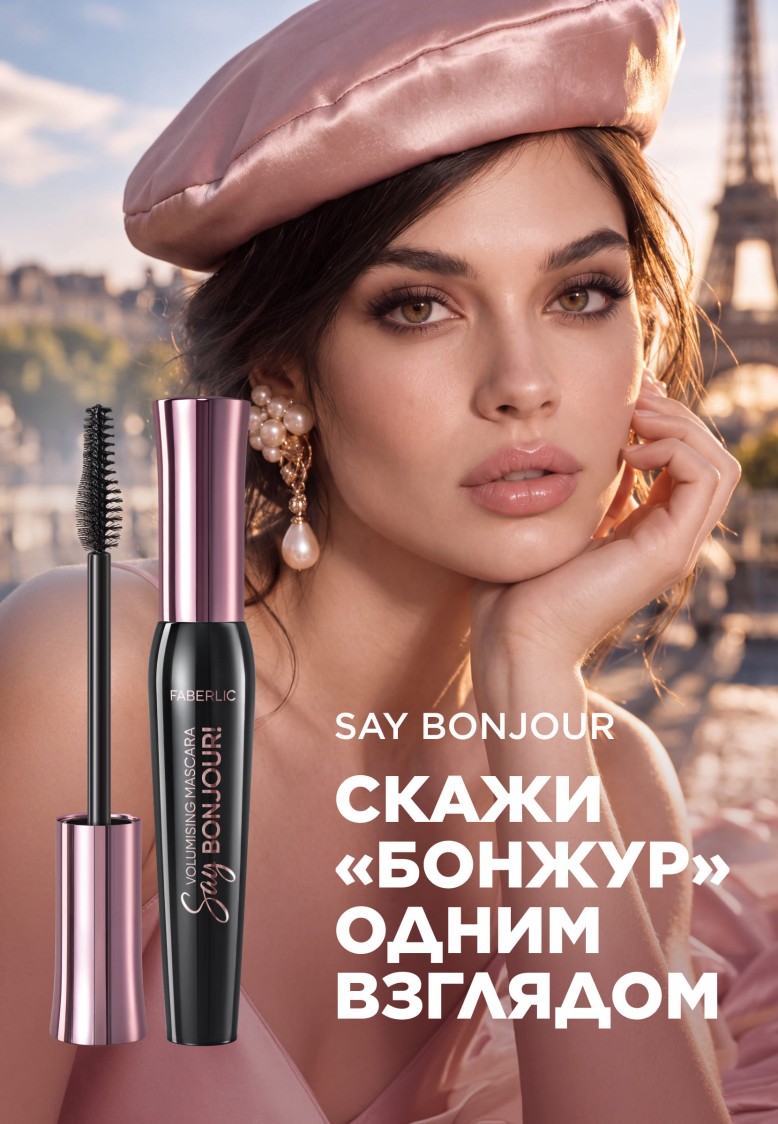 FABERLIC
VOLUMISING MASCARA
Say BONJOUR!
SAY BONJOUR
СКАЖИ
«БОНЖУР»
ОДНИМ
ВЗГЛЯДОМ